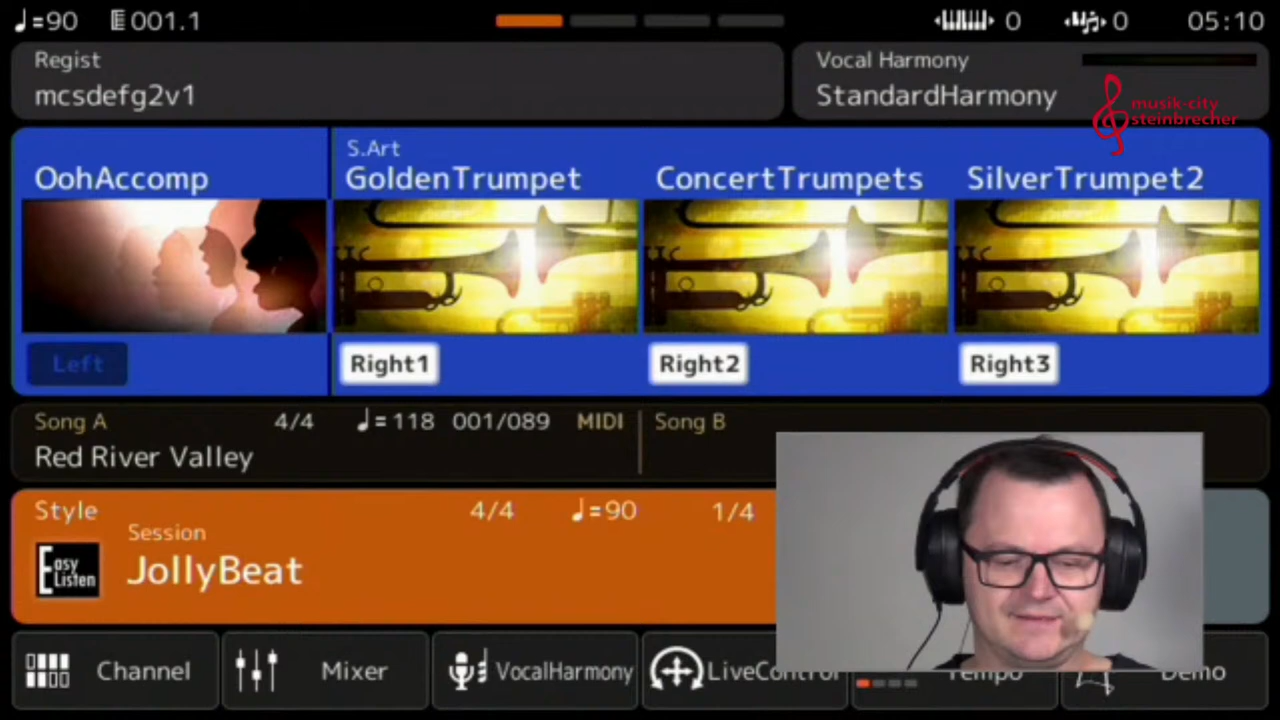 ♩=90 001.1 0 0 05:10
Regist
mcsdefg2v1
Vocal Harmony
StandardHarmony
musik-city
steinbrecher
OohAccomp
S.Art
GoldenTrumpet
ConcertTrumpets
SilverTrumpet2
Left
Right1
Right2
Right3
Song A 4/4 ♩=118 001/089 MIDI
Red River Valley
Song B
Style 4/4 ♩=90 1/4
Session
Easy
Listen
JollyBeat
Channel
Mixer
VocalHarmony
LiveControl
Tempo
Demo